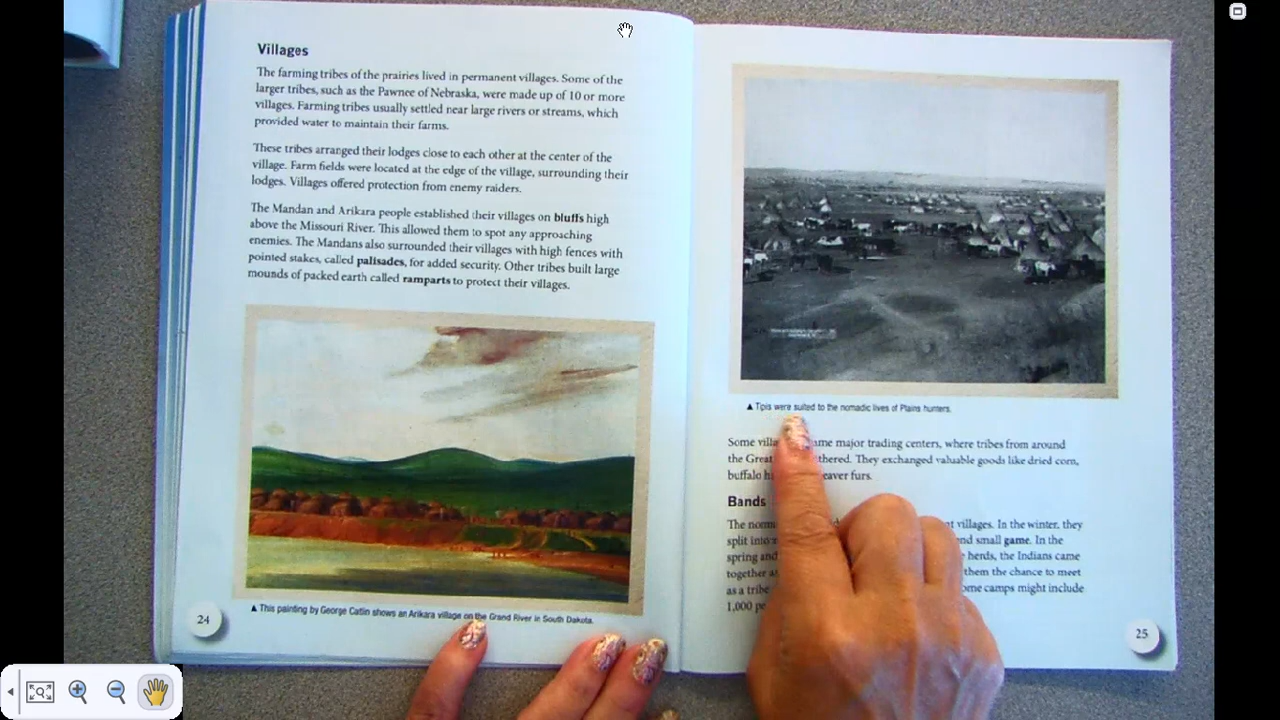 Villages
The farming tribes of the prairies lived in permanent villages. Some of the
larger tribes, such as the Pawnee of Nebraska, were made up of 10 or more
villages. Farming tribes usually settled near large rivers or streams, which
provided water to maintain their farms.
These tribes arranged their lodges close to each other at the center of the
village. Farm fields were located at the edge of the village, surrounding their
lodges. Villages offered protection from enemy raiders.
The Mandan and Arikara people established their villages on bluffs high
above the Missouri River. This allowed them to spot any approaching
enemies. The Mandans also surrounded their villages with high fences with
pointed stakes, called palisades, for added security. Other tribes built large
mounds of packed earth called ramparts to protect their villages.
▲ This painting by George Catlin shows an Arikara village on the Grand River in South Dakota.
24
▲ Tipis were suited to the nomadic lives of Plains hunters.
Some major trading centers, where tribes from around
the Great They exchanged valuable goods like dried corn,
buffalo furs.
Bands
The villages. In the winter, they
split into and small game. In the
spring and herds, the Indians came
together them the chance to meet
as a tribe camps might include
1,000
25